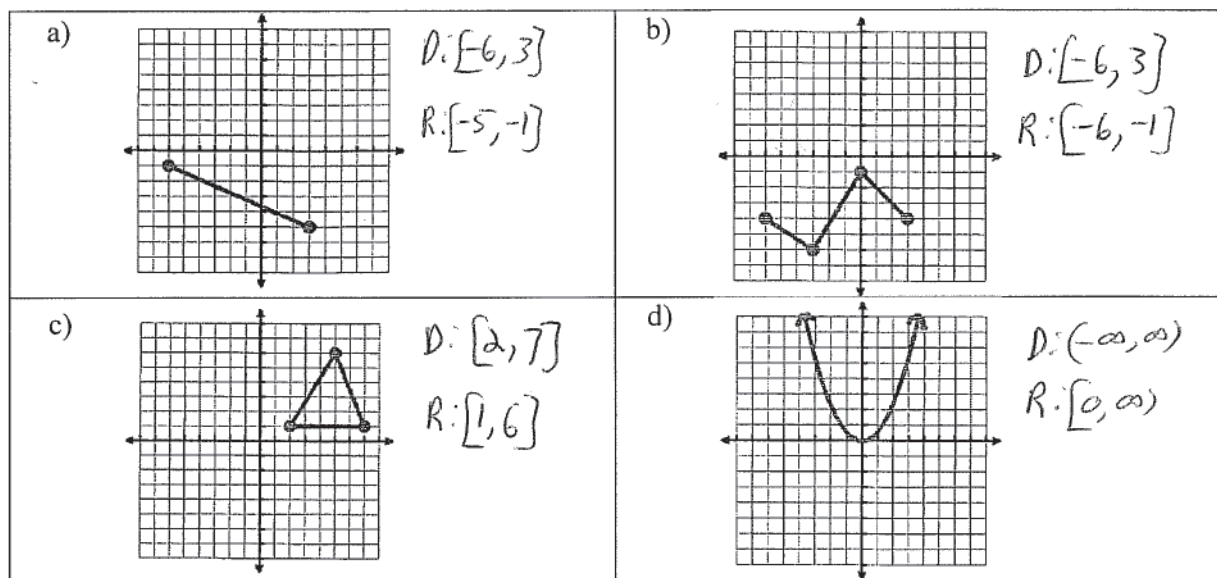 a)
D:[-6,3]
R:[-5,-1]
b)
D:[-6,3]
R:[-6,-1]
c)
D:[2,7]
R:[1,6]
d)
D:(-∞,∞)
R:[0,∞)